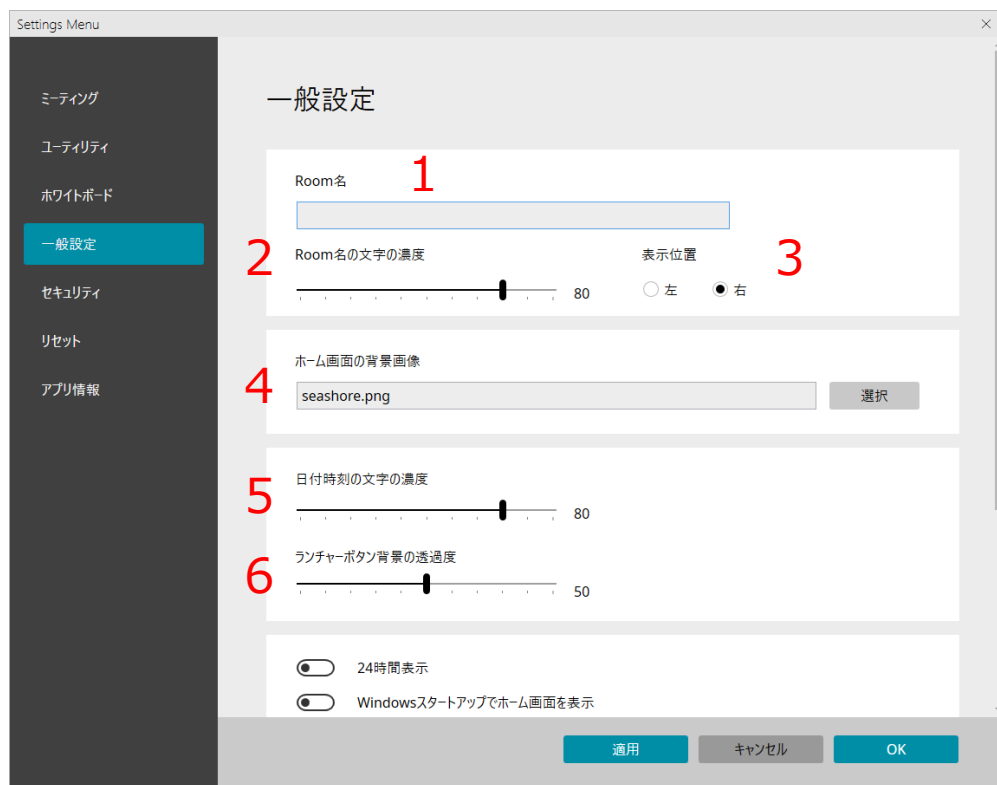 Settings Menu
ミーティング
ユーティリティ
ホワイトボード
一般設定
セキュリティ
リセット
アプリ情報
一般設定
1
Room名
2
Room名の文字の濃度
80
3
表示位置
左 右
4
ホーム画面の背景画像
seashore.png 選択
5
日付時刻の文字の濃度
80
6
ランチャーボタン背景の透過度
50
24時間表示
Windowsスタートアップでホーム画面を表示
適用 キャンセル OK